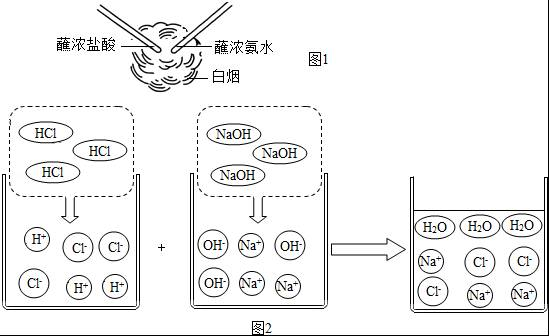 蘸浓盐酸
蘸浓氨水
白烟
图1
HCl
HCl
HCl
NaOH
NaOH
NaOH
H⁺ Cl⁻ Cl⁻
Cl⁻ H⁺ H⁺
+
OH⁻ Na⁺ OH⁻
OH⁻ Na⁺ Na⁺
H₂O H₂O H₂O
Na⁺ Cl⁻ Cl⁻
Cl⁻ Na⁺ Na⁺
图2